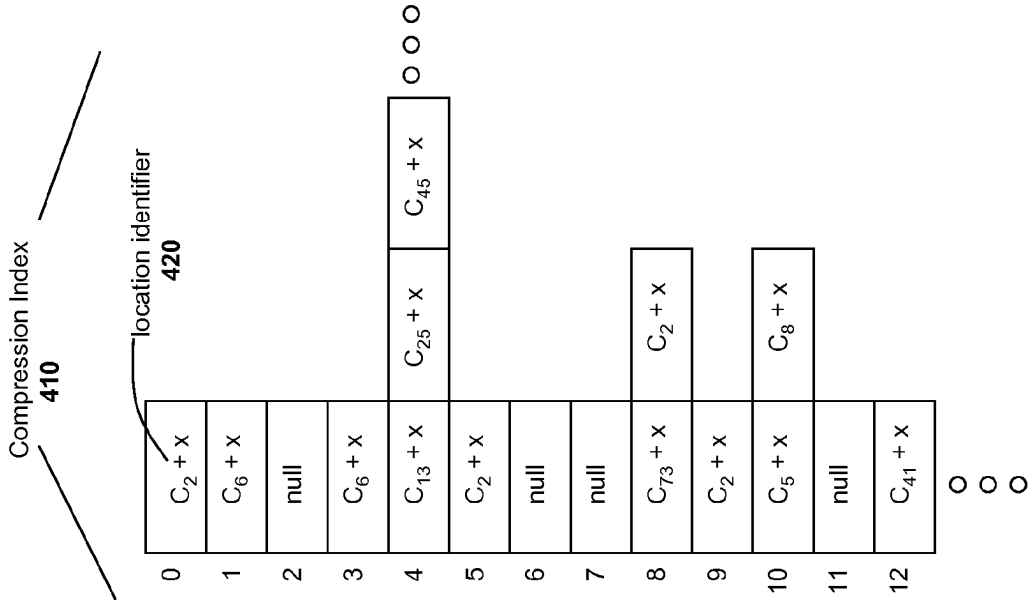 Compression Index
410
location identifier
420
0 C₂ + x
1 C₆ + x
2 null
3 C₆ + x
4 C₁₃ + x C₂₅ + x C₄₅ + x
5 C₂ + x
6 null
7 null
8 C₇₃ + x C₂ + x
9 C₂ + x
10 C₅ + x C₈ + x
11 null
12 C₄₁ + x